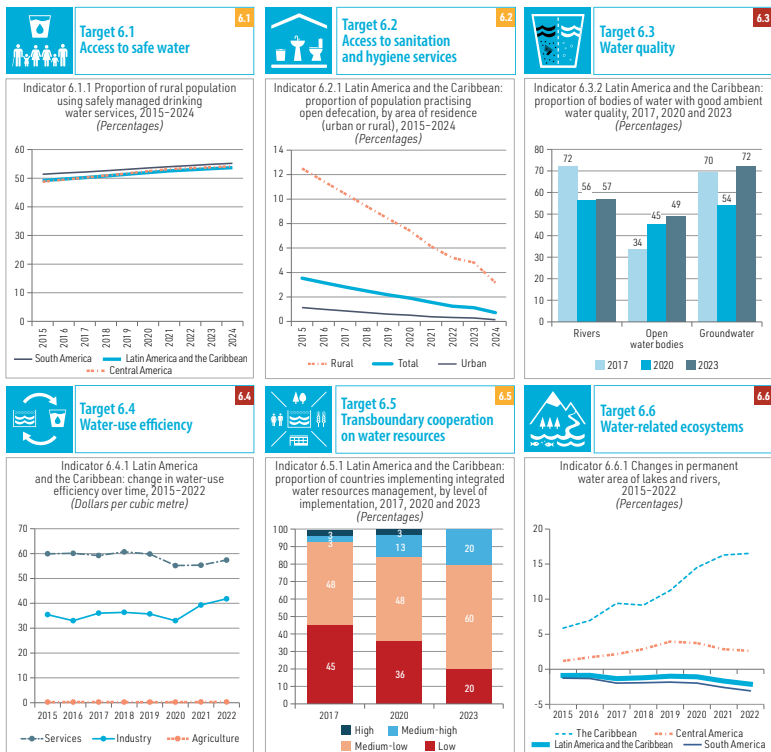 6.1
Target 6.1
Access to safe water
Indicator 6.1.1 Proportion of rural population
using safely managed drinking
water services, 2015–2024
(Percentages)
60
50
40
30
20
10
0
2015
2016
2017
2018
2019
2020
2021
2022
2023
2024
South America
Latin America and the Caribbean
Central America
6.2
Target 6.2
Access to sanitation
and hygiene services
Indicator 6.2.1 Latin America and the Caribbean:
proportion of population practising
open defecation, by area of residence
(urban or rural), 2015–2024
(Percentages)
14
12
10
8
6
4
2
0
2015
2016
2017
2018
2019
2020
2021
2022
2023
2024
Rural
Total
Urban
6.3
Target 6.3
Water quality
Indicator 6.3.2 Latin America and the Caribbean:
proportion of bodies of water with good ambient
water quality, 2017, 2020 and 2023
(Percentages)
80
70
60
50
40
30
20
10
0
72
56
57
34
45
49
70
54
72
Rivers
Open
water bodies
Groundwater
2017
2020
2023
6.4
Target 6.4
Water-use efficiency
Indicator 6.4.1 Latin America
and the Caribbean: change in water-use
efficiency over time, 2015–2022
(Dollars per cubic metre)
70
60
50
40
30
20
10
0
2015 2016 2017 2018 2019 2020 2021 2022
Services
Industry
Agriculture
6.5
Target 6.5
Transboundary cooperation
on water resources
Indicator 6.5.1 Latin America and the Caribbean:
proportion of countries implementing integrated
water resources management, by level of
implementation, 2017, 2020 and 2023
(Percentages)
100
90
80
70
60
50
40
30
20
10
0
3
3
48
45
3
13
48
36
20
60
20
2017
2020
2023
High
Medium-high
Medium-low
Low
6.6
Target 6.6
Water-related ecosystems
Indicator 6.6.1 Changes in permanent
water area of lakes and rivers,
2015–2022
(Percentages)
20
15
10
5
0
-5
2015 2016 2017 2018 2019 2020 2021 2022
The Caribbean
Central America
Latin America and the Caribbean
South America